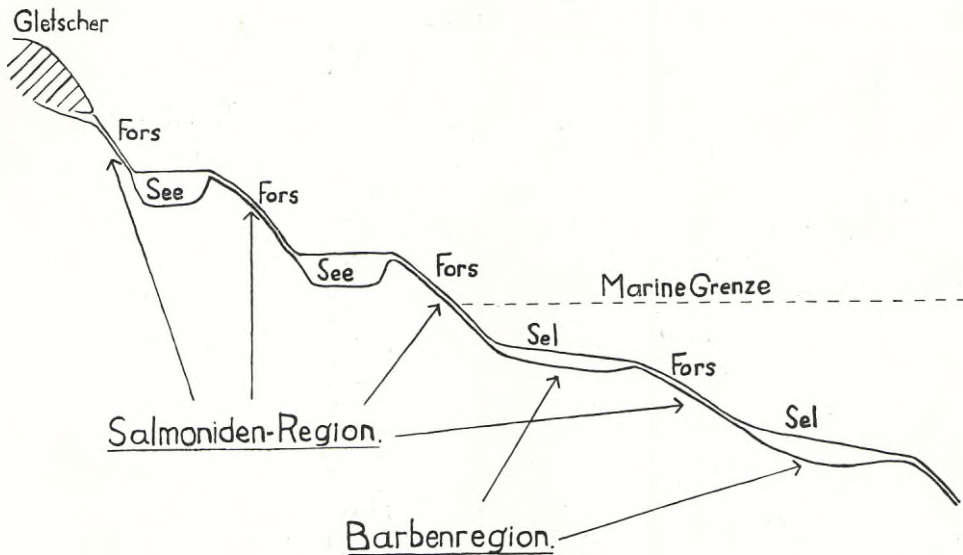 Gletscher
Fors
See
Fors
See
Fors
Marine Grenze
Sel
Fors
Sel
Salmoniden-Region.
Barbenregion.